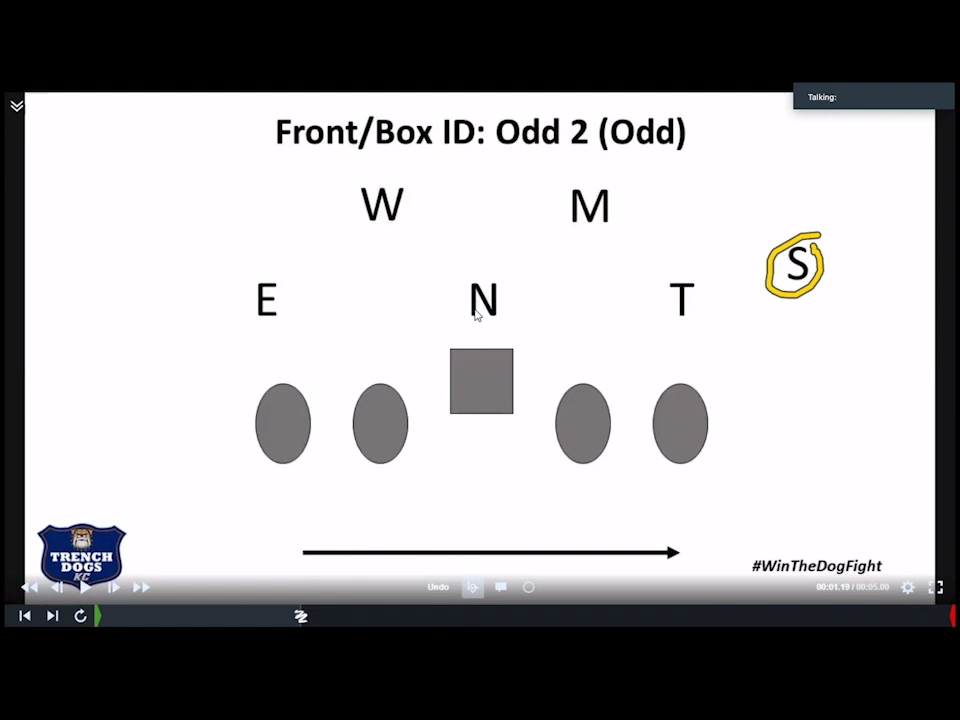 Talking:
Front/Box ID: Odd 2 (Odd)
W M
S
E N T
TRENCH
DOGS
KC
#WinTheDogFight
Undo
00:01.19 / 00:05.00